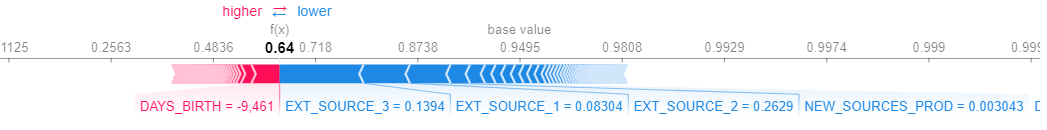 higher ⇄ lower
f(x) base value
1125 0.2563 0.4836 0.64 0.718 0.8738 0.9495 0.9808 0.9929 0.9974 0.999 0.999
DAYS_BIRTH = -9,461 EXT_SOURCE_3 = 0.1394 EXT_SOURCE_1 = 0.08304 EXT_SOURCE_2 = 0.2629 NEW_SOURCES_PROD = 0.003043 D